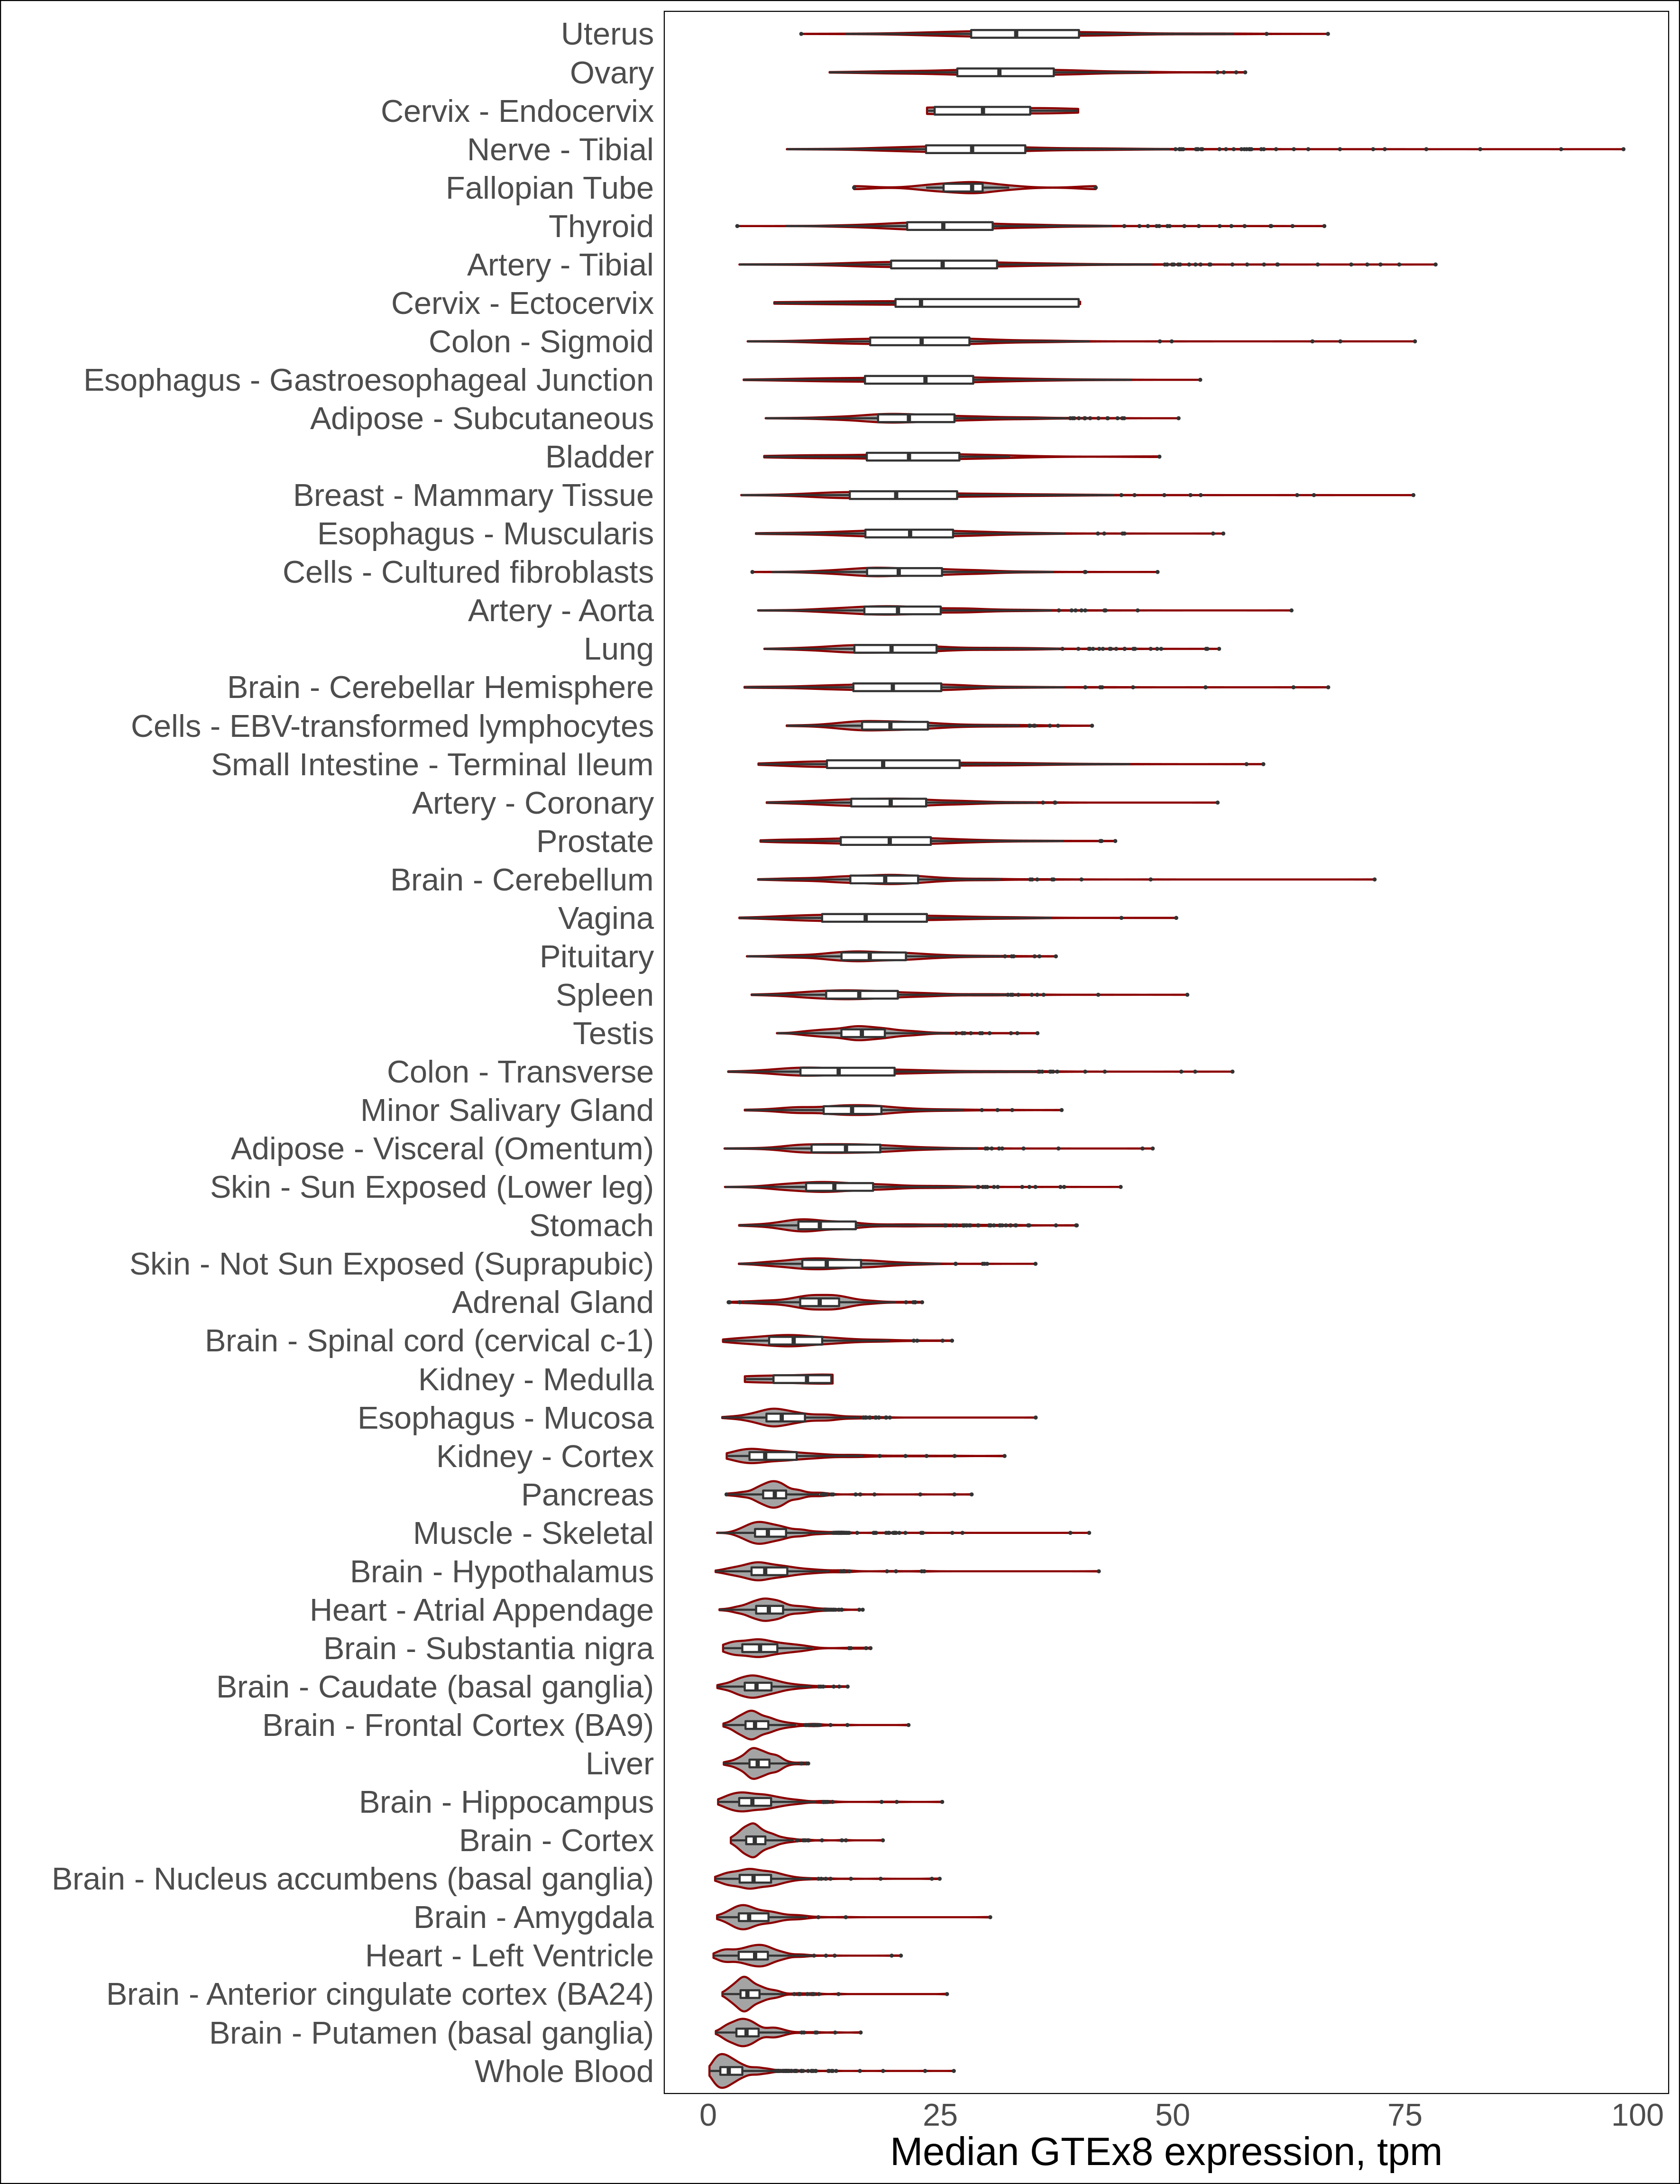 Uterus
Ovary
Cervix - Endocervix
Nerve - Tibial
Fallopian Tube
Thyroid
Artery - Tibial
Cervix - Ectocervix
Colon - Sigmoid
Esophagus - Gastroesophageal Junction
Adipose - Subcutaneous
Bladder
Breast - Mammary Tissue
Esophagus - Muscularis
Cells - Cultured fibroblasts
Artery - Aorta
Lung
Brain - Cerebellar Hemisphere
Cells - EBV-transformed lymphocytes
Small Intestine - Terminal Ileum
Artery - Coronary
Prostate
Brain - Cerebellum
Vagina
Pituitary
Spleen
Testis
Colon - Transverse
Minor Salivary Gland
Adipose - Visceral (Omentum)
Skin - Sun Exposed (Lower leg)
Stomach
Skin - Not Sun Exposed (Suprapubic)
Adrenal Gland
Brain - Spinal cord (cervical c-1)
Kidney - Medulla
Esophagus - Mucosa
Kidney - Cortex
Pancreas
Muscle - Skeletal
Brain - Hypothalamus
Heart - Atrial Appendage
Brain - Substantia nigra
Brain - Caudate (basal ganglia)
Brain - Frontal Cortex (BA9)
Liver
Brain - Hippocampus
Brain - Cortex
Brain - Nucleus accumbens (basal ganglia)
Brain - Amygdala
Heart - Left Ventricle
Brain - Anterior cingulate cortex (BA24)
Brain - Putamen (basal ganglia)
Whole Blood
0 25 50 75 100
Median GTEx8 expression, tpm